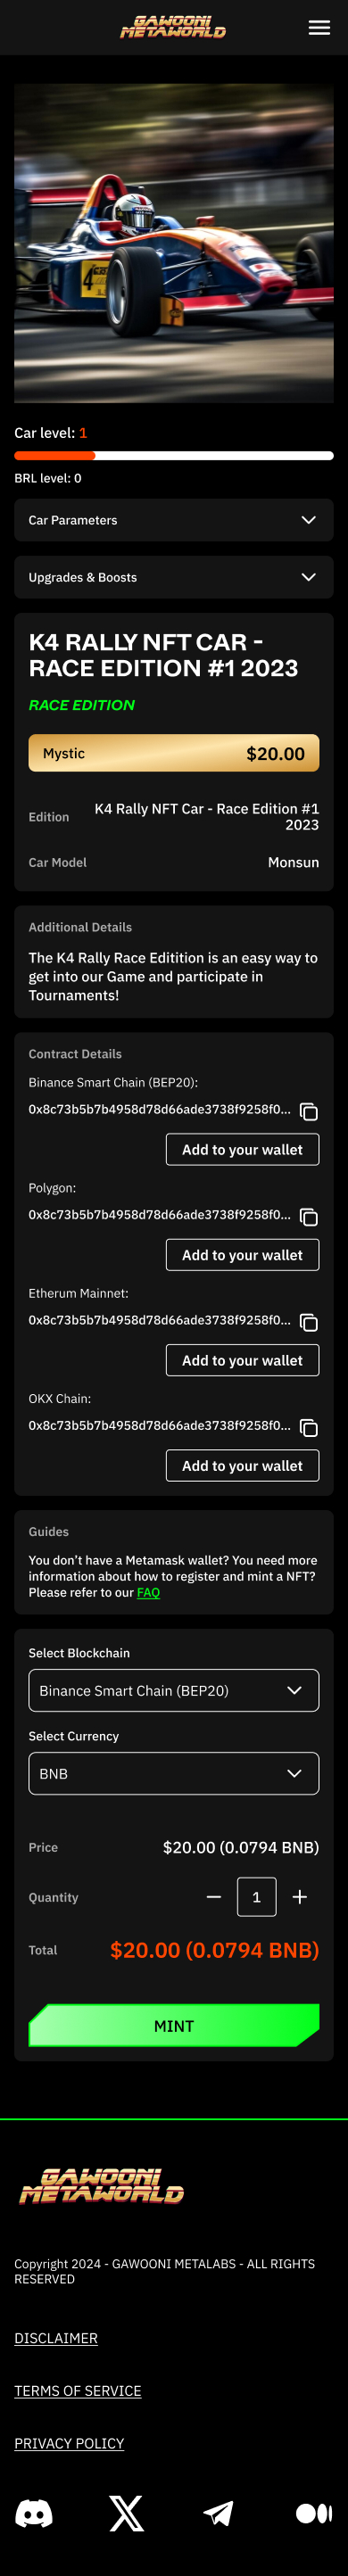 GAWOONI
METAWORLD
Car level: 1
BRL level: 0
Car Parameters
Upgrades & Boosts
K4 RALLY NFT CAR -
RACE EDITION #1 2023
RACE EDITION
Mystic $20.00
Edition K4 Rally NFT Car - Race Edition #1
2023
Car Model Monsun
Additional Details
The K4 Rally Race Editition is an easy way to
get into our Game and participate in
Tournaments!
Contract Details
Binance Smart Chain (BEP20):
0x8c73b5b7b4958d78d66ade3738f9258f0...
Add to your wallet
Polygon:
0x8c73b5b7b4958d78d66ade3738f9258f0...
Add to your wallet
Etherum Mainnet:
0x8c73b5b7b4958d78d66ade3738f9258f0...
Add to your wallet
OKX Chain:
0x8c73b5b7b4958d78d66ade3738f9258f0...
Add to your wallet
Guides
You don't have a Metamask wallet? You need more
information about how to register and mint a NFT?
Please refer to our FAQ
Select Blockchain
Binance Smart Chain (BEP20)
Select Currency
BNB
Price $20.00 (0.0794 BNB)
Quantity 1
Total $20.00 (0.0794 BNB)
MINT
GAWOONI
METAWORLD
Copyright 2024 - GAWOONI METALABS - ALL RIGHTS
RESERVED
DISCLAIMER
TERMS OF SERVICE
PRIVACY POLICY